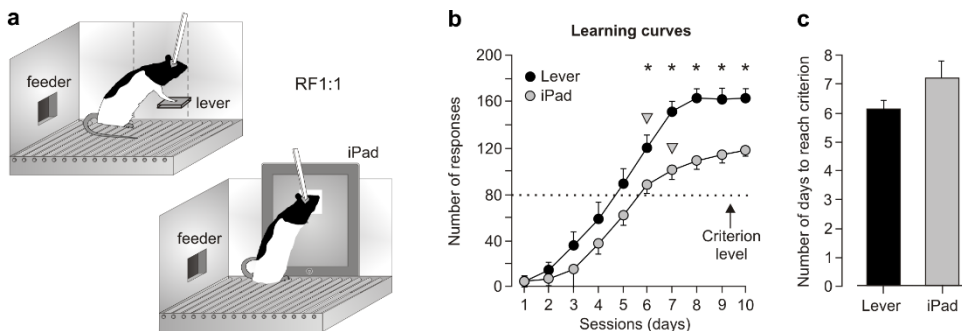 a
feeder
lever
RF1:1
iPad
feeder
b
Learning curves
Number of responses
200
160
120
80
40
0
Lever
iPad
* * * * *
Criterion
level
1 2 3 4 5 6 7 8 9 10
Sessions (days)
c
Number of days to reach criterion
8
7
6
5
4
3
2
1
0
Lever
iPad